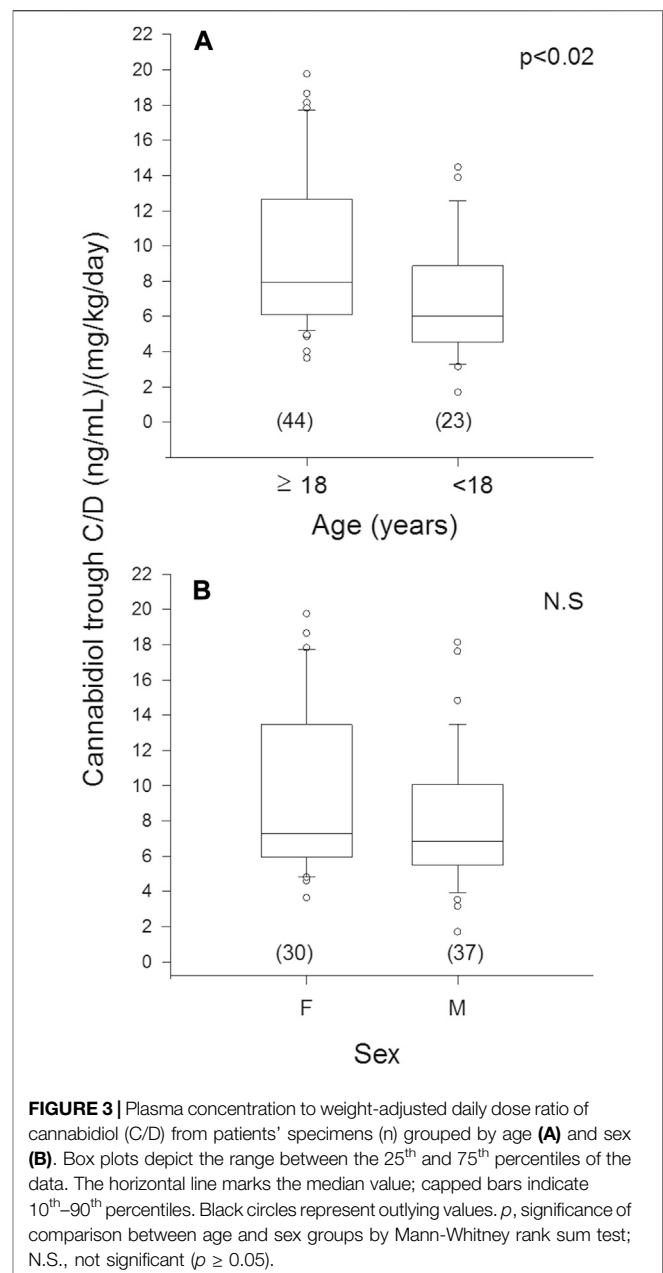 A
p<0.02
22
20
18
16
14
12
10
8
6
4
2
0
(44) (23)
≥ 18 <18
Age (years)
Cannabidiol trough C/D (ng/mL)/(mg/kg/day)
B
N.S
22
20
18
16
14
12
10
8
6
4
2
0
(30) (37)
F M
Sex
FIGURE 3 | Plasma concentration to weight-adjusted daily dose ratio of
cannabidiol (C/D) from patients’ specimens (n) grouped by age (A) and sex
(B). Box plots depict the range between the 25th and 75th percentiles of the
data. The horizontal line marks the median value; capped bars indicate
10th–90th percentiles. Black circles represent outlying values. p, significance of
comparison between age and sex groups by Mann-Whitney rank sum test;
N.S., not significant (p ≥ 0.05).